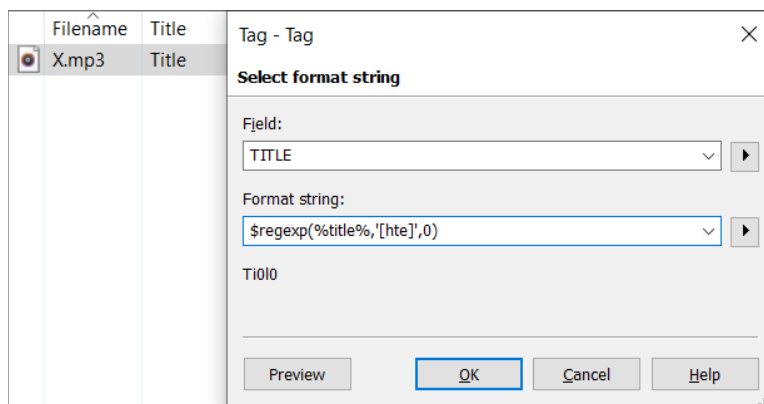 Filename Title
X.mp3 Title
Tag - Tag
Select format string
Field:
TITLE
Format string:
$regexp(%title%,'[hte]',0)
Ti0l0
Preview OK Cancel Help